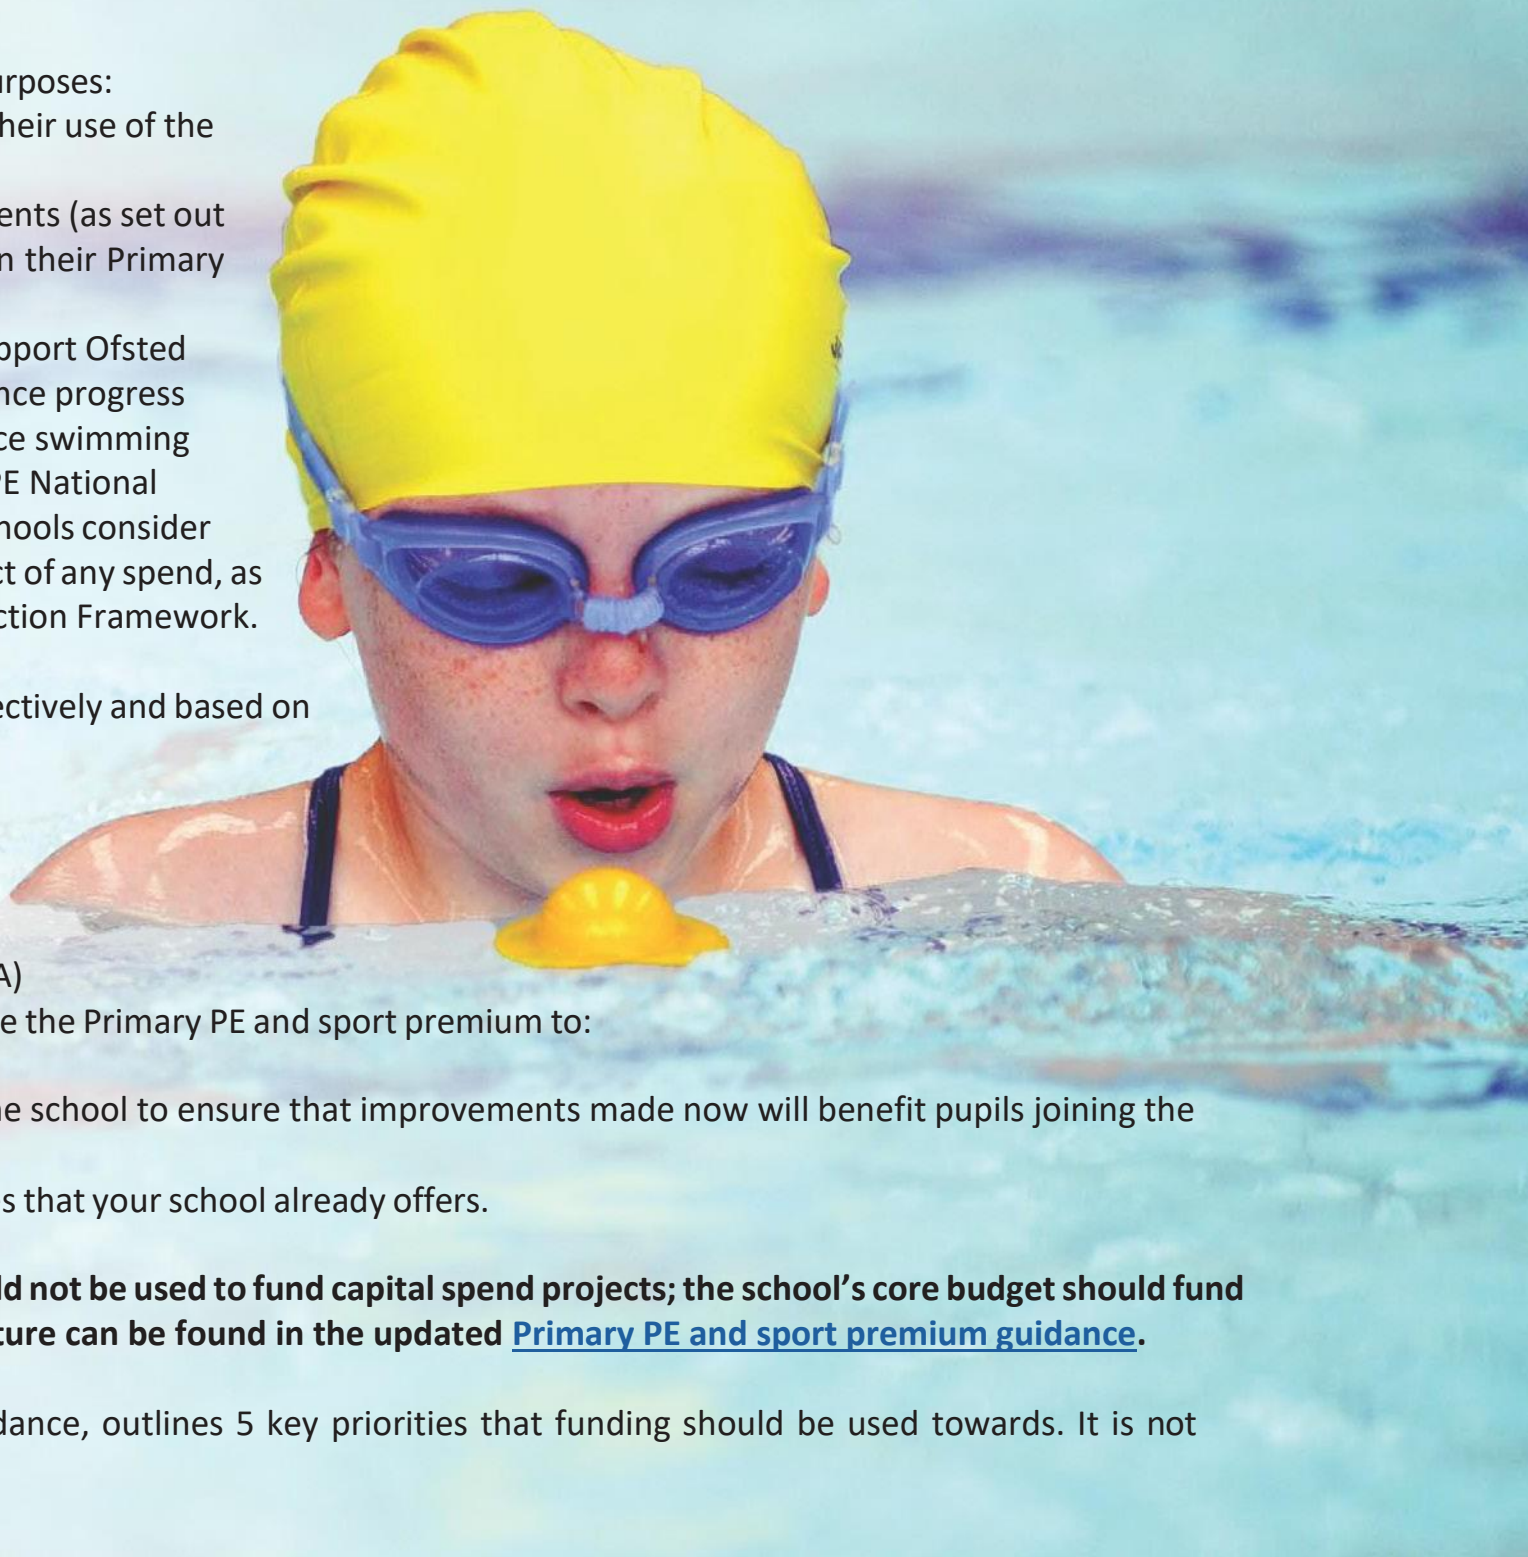 urposes:
heir use of the
ents (as set out
n their Primary
pport Ofsted
nce progress
ce swimming
PE National
hools consider
ct of any spend, as
ction Framework.
ectively and based on
A)
e the Primary PE and sport premium to:
he school to ensure that improvements made now will benefit pupils joining the
s that your school already offers.
ld not be used to fund capital spend projects; the school’s core budget should fund
ture can be found in the updated Primary PE and sport premium guidance.
dance, outlines 5 key priorities that funding should be used towards. It is not